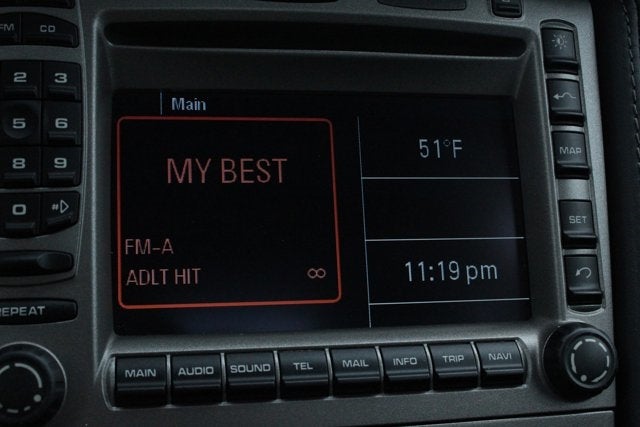 FM CD
2 3
5 6
8 9
0 #
REPEAT
Main
MY BEST
FM-A
ADLT HIT ∞
51°F
11:19 pm
MAP
SET
MAIN AUDIO SOUND TEL MAIL INFO TRIP NAVI